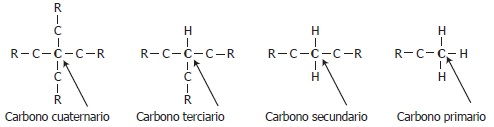 R
C
R – C – C – C – R
C
R
Carbono cuaternario
H
R – C – C – C – R
C
R
Carbono terciario
H
R – C – C – C – R
H
Carbono secundario
H
R – C – C – H
H
Carbono primario